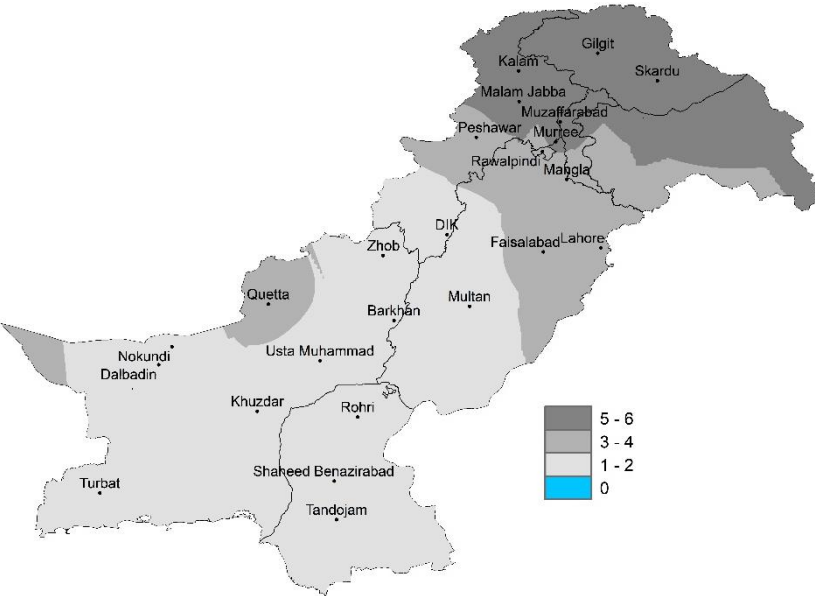 Gilgit
Kalam
Skardu
Malam Jabba
Muzaffarabad
Peshawar
Murree
Rawalpindi
Mangla
DIK
Zhob
Faisalabad
Lahore
Quetta
Multan
Barkhan
Nokundi
Usta Muhammad
Dalbadin
Khuzdar
Rohri
Shaheed Benazirabad
Turbat
Tandojam
5 - 6
3 - 4
1 - 2
0